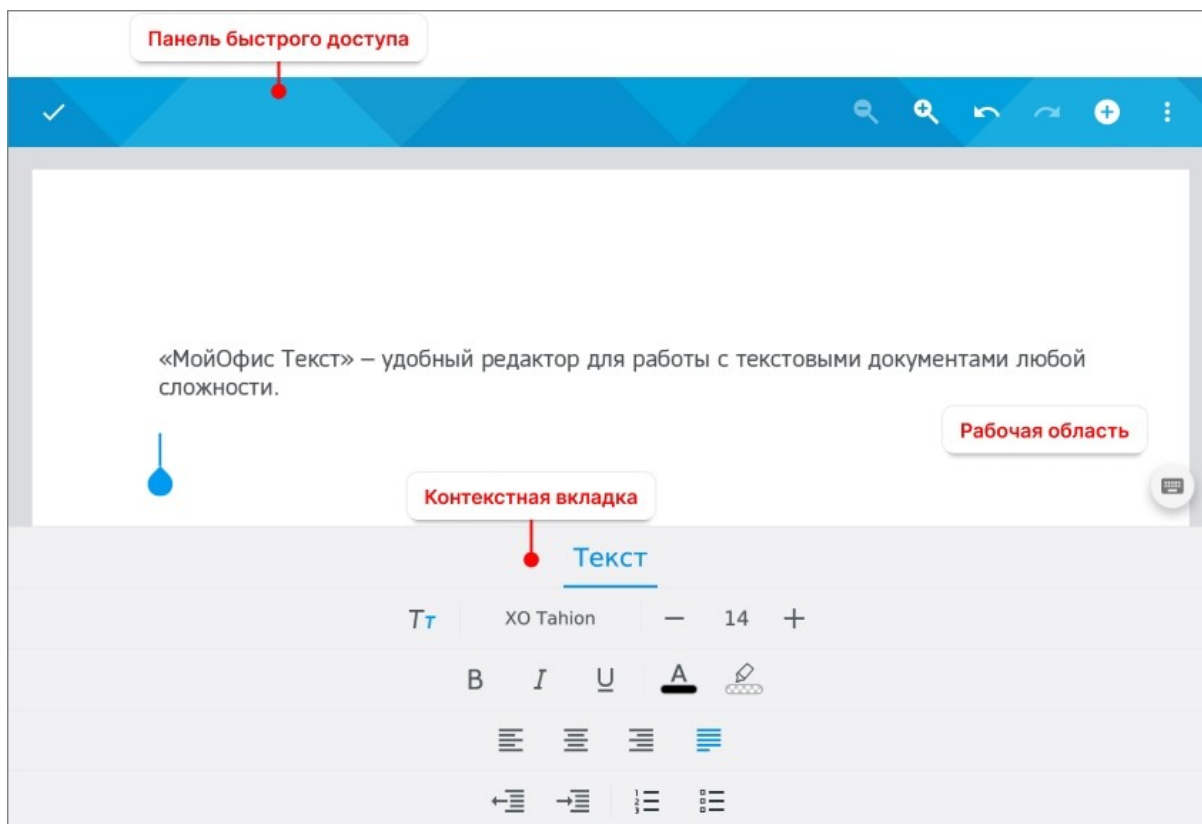 Панель быстрого доступа
«МойОфис Текст» — удобный редактор для работы с текстовыми документами любой
сложности.
Рабочая область
Контекстная вкладка
Текст
Тт
XO Tahion — 14 +
B I U A